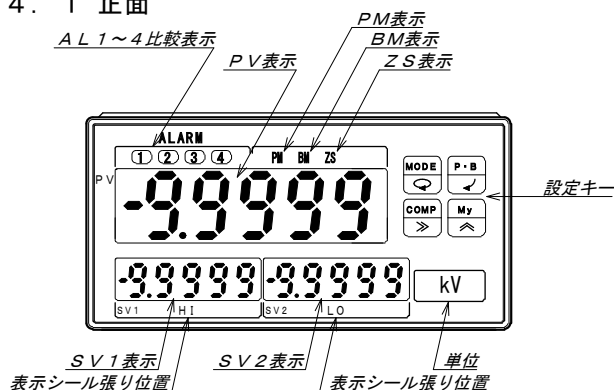 4. 1 正面
PM表示
AL1～4比較表示
BM表示
PV表示
ZS表示
ALARM
1 2 3 4 PM BM ZS
PV
-9.9999
MODE P・B
設定キー
COMP My
-9.9999 -9.9999
kV
SV1 HI SV2 LO
SV1表示 SV2表示 単位
表示シール張り位置 表示シール張り位置